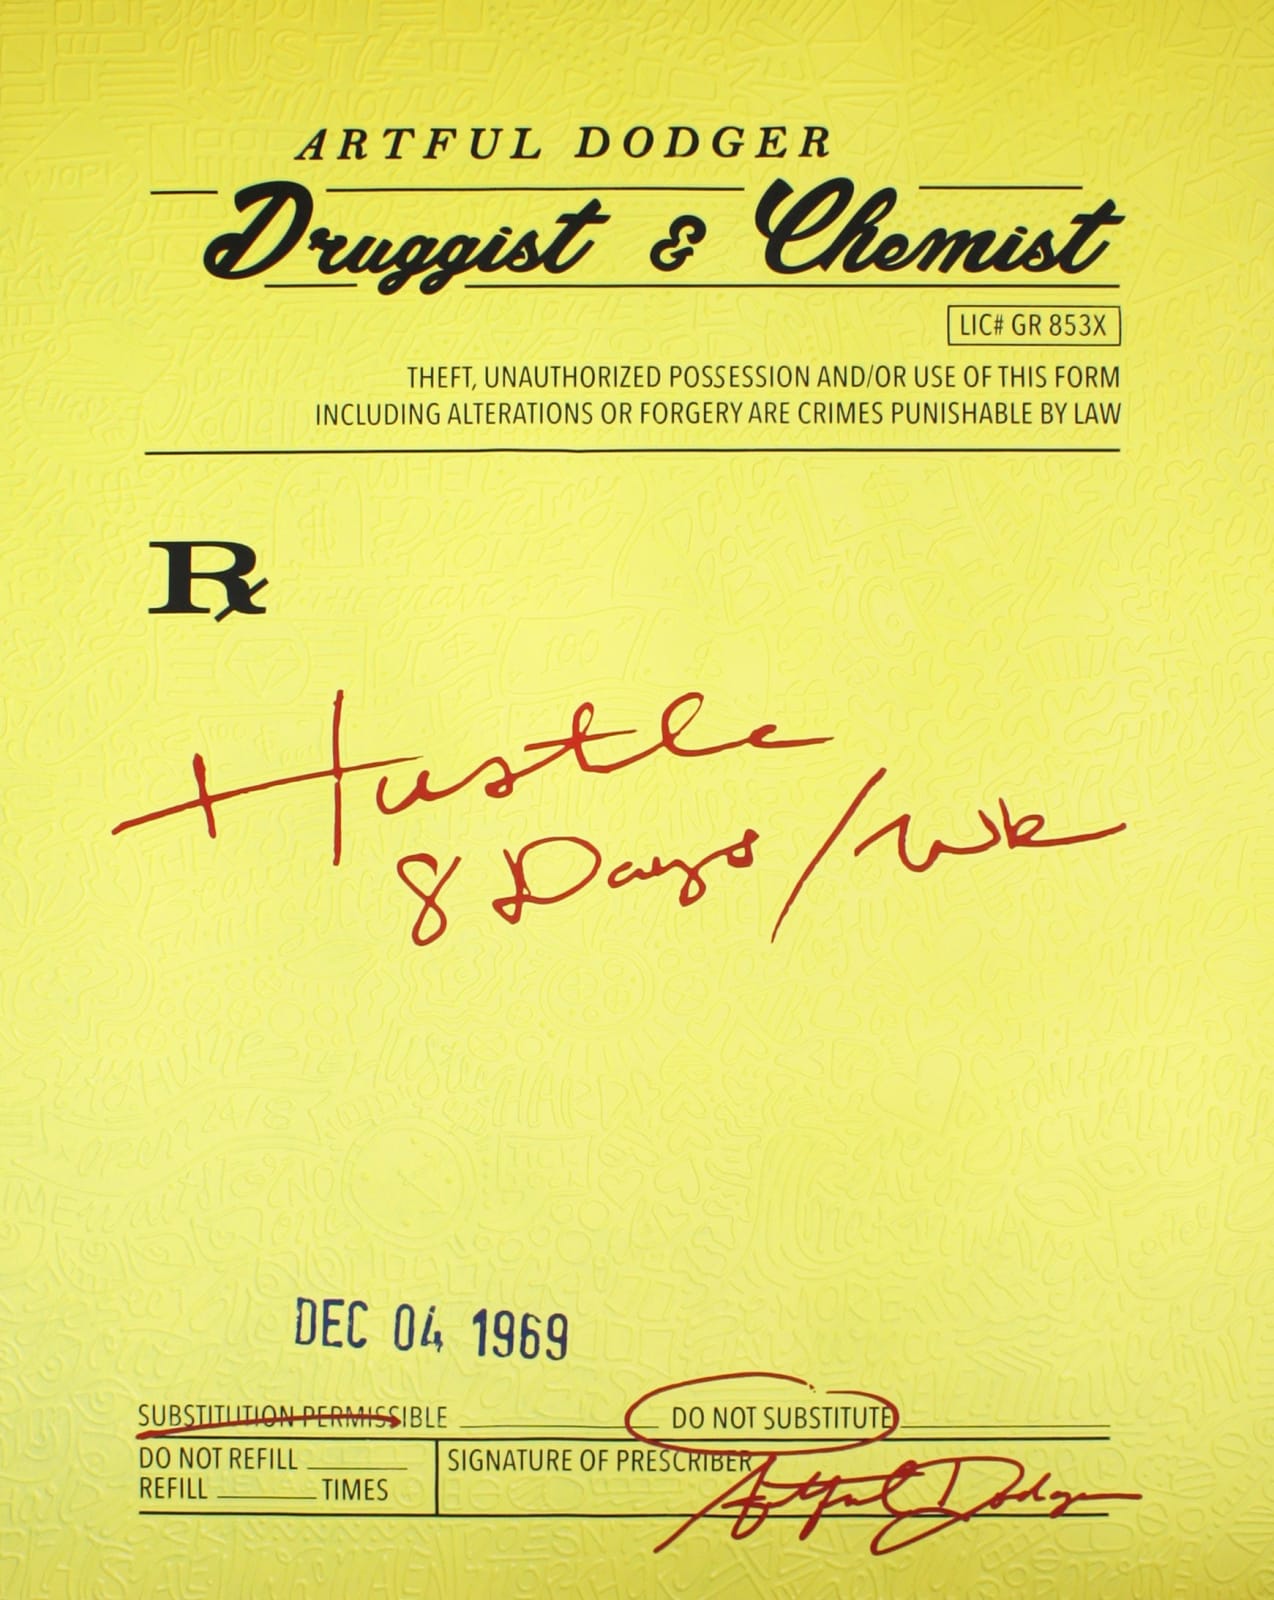 ARTFUL DODGER
Druggist & Chemist
LIC# GR 853X
THEFT, UNAUTHORIZED POSSESSION AND/OR USE OF THIS FORM
INCLUDING ALTERATIONS OR FORGERY ARE CRIMES PUNISHABLE BY LAW
Rx
Hustle
8 Days/wk
DEC 04 1969
SUBSTITUTION PERMISSIBLE DO NOT SUBSTITUTE
DO NOT REFILL
REFILL TIMES
SIGNATURE OF PRESCRIBER
Artful Dodger